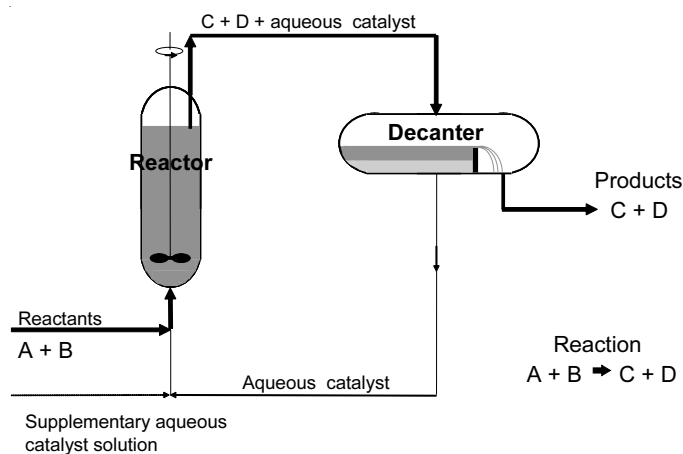 C + D + aqueous catalyst
Decanter
Reactor
Products
C + D
Reactants
A + B
Reaction
A + B → C + D
Aqueous catalyst
Supplementary aqueous
catalyst solution